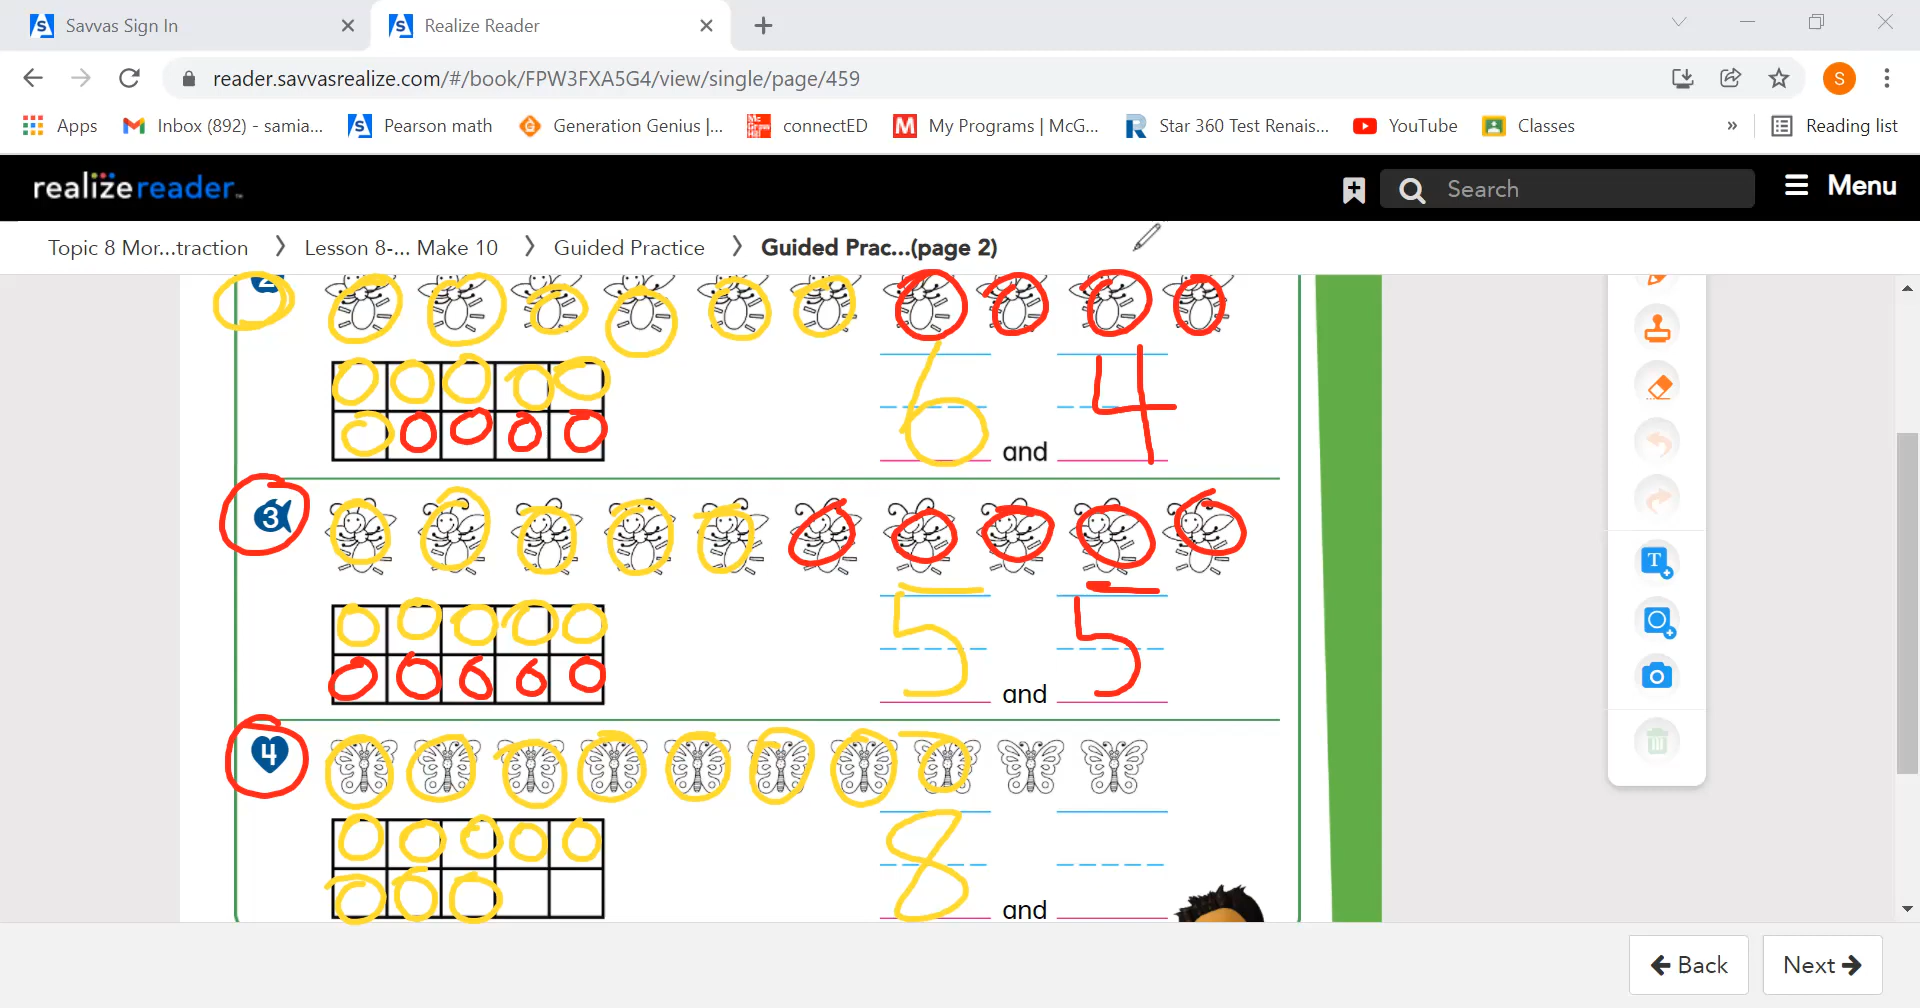 Savvas Sign In
Realize Reader
reader.savvasrealize.com/#/book/FPW3FXA5G4/view/single/page/459
S
Apps
Inbox (892) - samia...
Pearson math
Generation Genius |...
connectED
My Programs | McG...
Star 360 Test Renais...
YouTube
Classes
»
Reading list
realizereader
Search
Menu
Topic 8 Mor...traction
Lesson 8-... Make 10
Guided Practice
Guided Prac...(page 2)
6 and 4
3
5 and 5
4
8 and
Back
Next